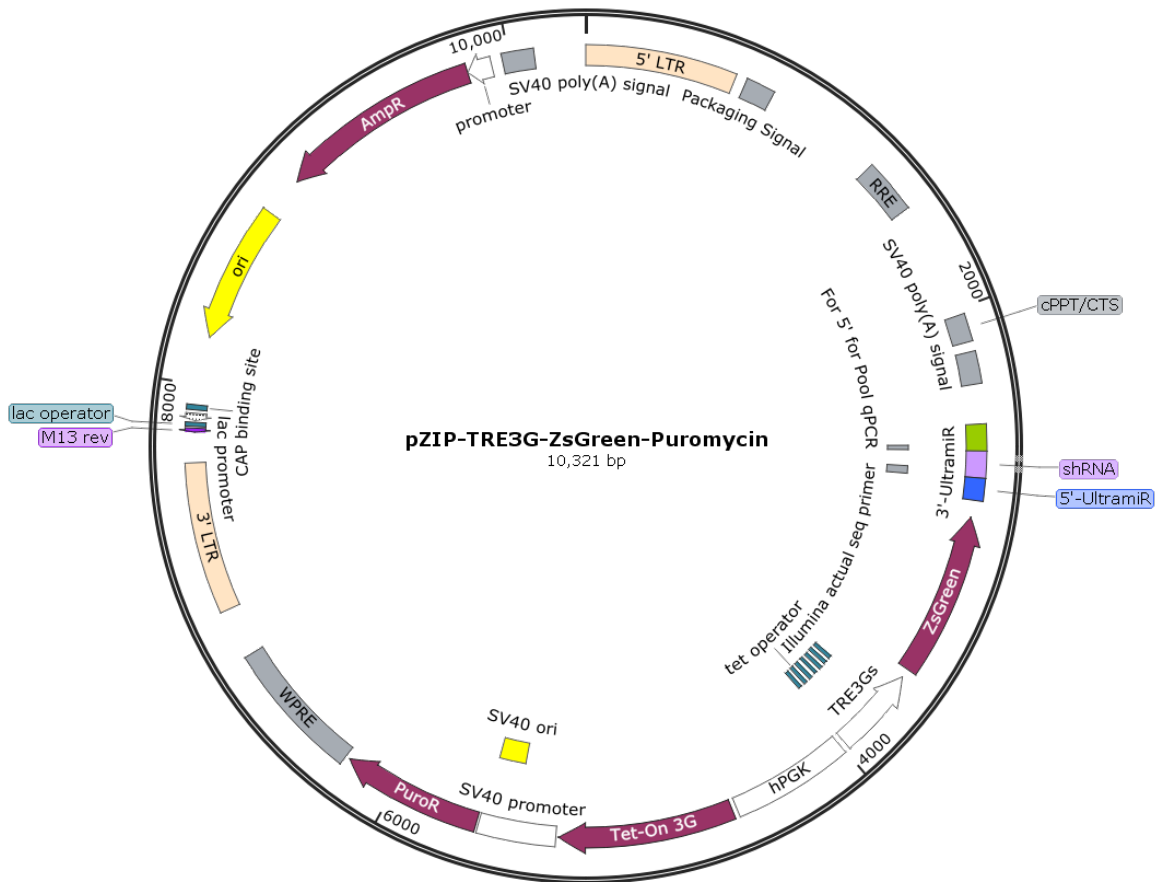 10,000
SV40 poly(A) signal
5' LTR
Packaging Signal
promoter
AmpR
RRE
ori
2000
SV40 poly(A) signal
cPPT/CTS
For 5' for Pool qPCR
CAP binding site
8000
lac operator
M13 rev
lac promoter
pZIP-TRE3G-ZsGreen-Puromycin
10,321 bp
3'-UltramiR
shRNA
5'-UltramiR
Illumina actual seq primer
3' LTR
ZsGreen
tet operator
TRE3Gs
4000
WPRE
SV40 ori
hPGK
SV40 promoter
PuroR
Tet-On 3G
6000